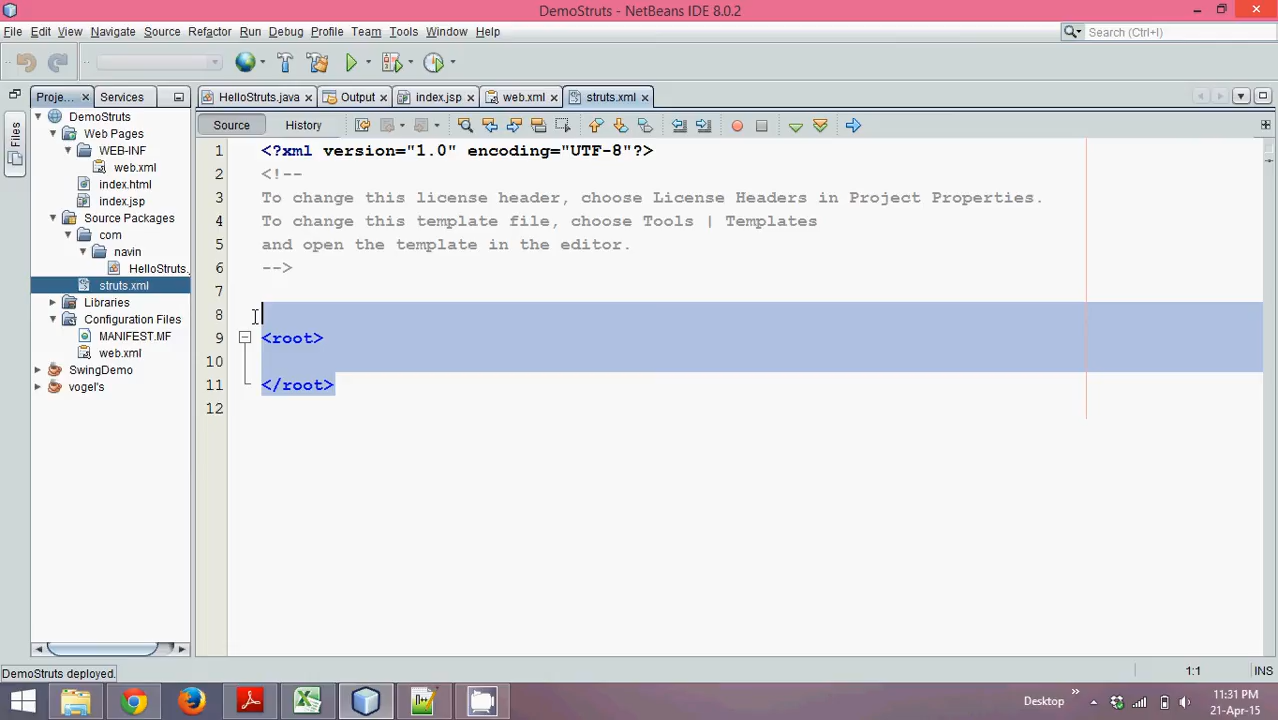 DemoStruts - NetBeans IDE 8.0.2
File Edit View Navigate Source Refactor Run Debug Profile Team Tools Window Help
Search (Ctrl+I)
Proje... Services
HelloStruts.java Output index.jsp web.xml struts.xml
Files
Source History
DemoStruts
Web Pages
WEB-INF
web.xml
index.html
index.jsp
Source Packages
com
navin
HelloStruts.
struts.xml
Libraries
Configuration Files
MANIFEST.MF
web.xml
SwingDemo
vogel's
1 <?xml version="1.0" encoding="UTF-8"?>
2 <!--
3 To change this license header, choose License Headers in Project Properties.
4 To change this template file, choose Tools | Templates
5 and open the template in the editor.
6 -->
7
8
9 <root>
10
11 </root>
12
DemoStruts deployed.
1:1 INS
Desktop
11:31 PM
21-Apr-15